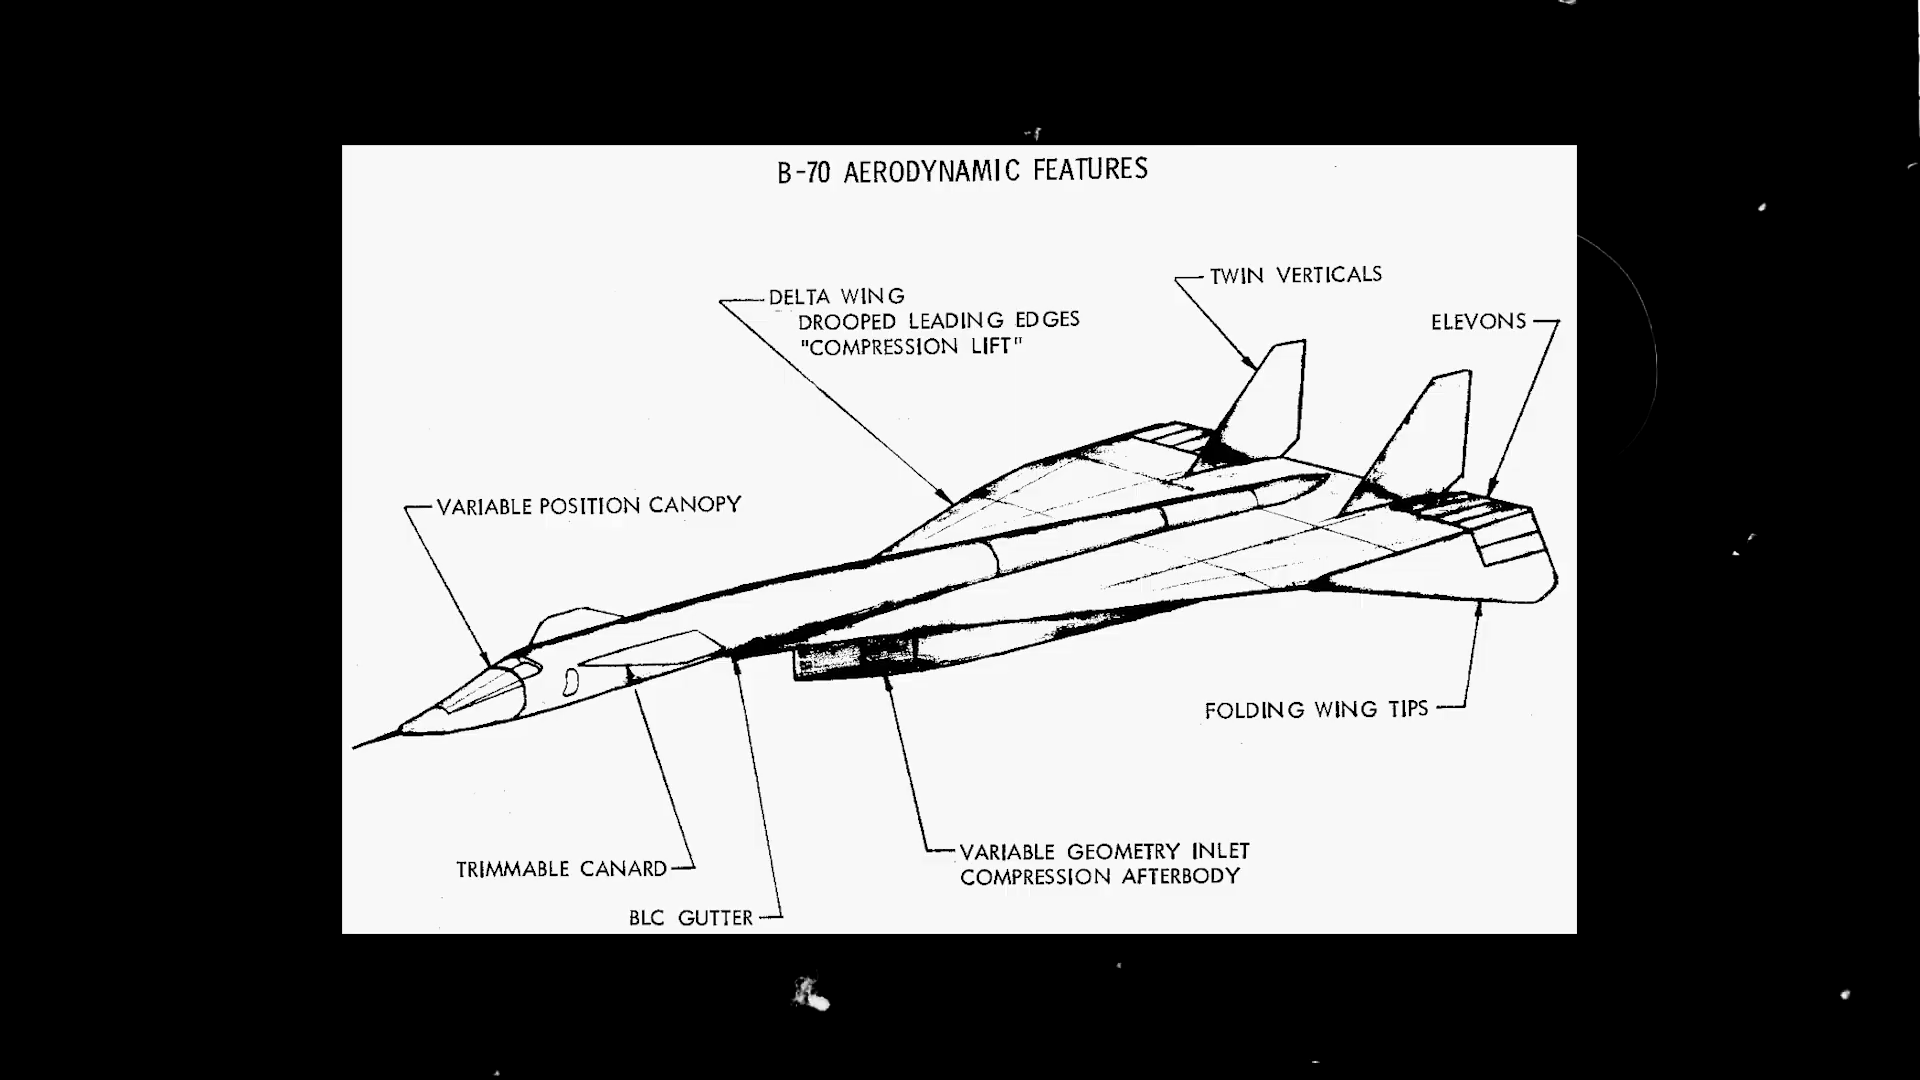 B-70 AERODYNAMIC FEATURES
TWIN VERTICALS
DELTA WING
DROOPED LEADING EDGES
"COMPRESSION LIFT"
ELEVONS
VARIABLE POSITION CANOPY
FOLDING WING TIPS
VARIABLE GEOMETRY INLET
COMPRESSION AFTERBODY
TRIMMABLE CANARD
BLC GUTTER